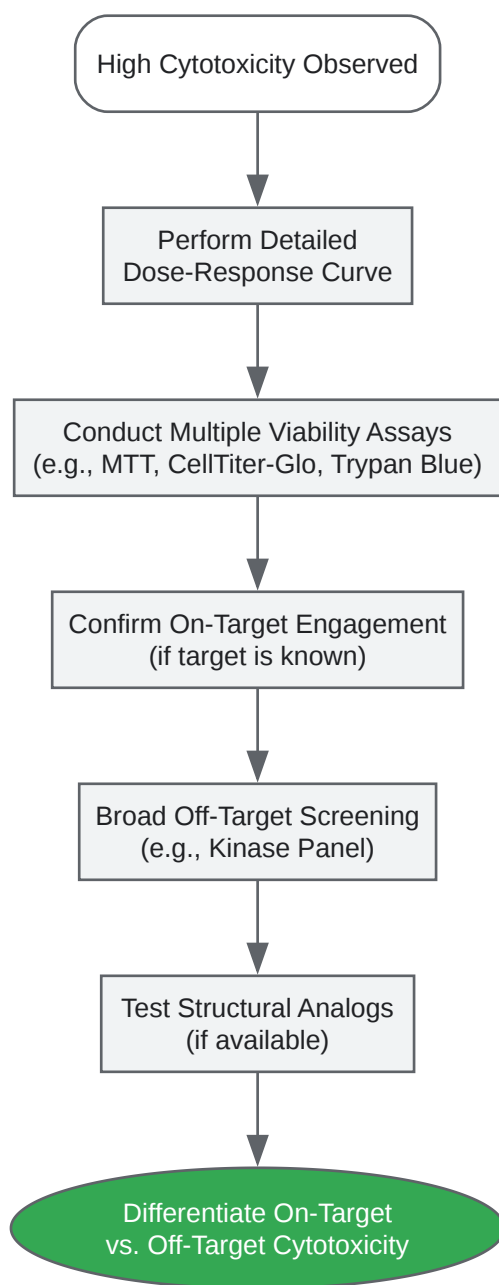 High Cytotoxicity Observed
Perform Detailed
Dose-Response Curve
Conduct Multiple Viability Assays
(e.g., MTT, CellTiter-Glo, Trypan Blue)
Confirm On-Target Engagement
(if target is known)
Broad Off-Target Screening
(e.g., Kinase Panel)
Test Structural Analogs
(if available)
Differentiate On-Target
vs. Off-Target Cytotoxicity